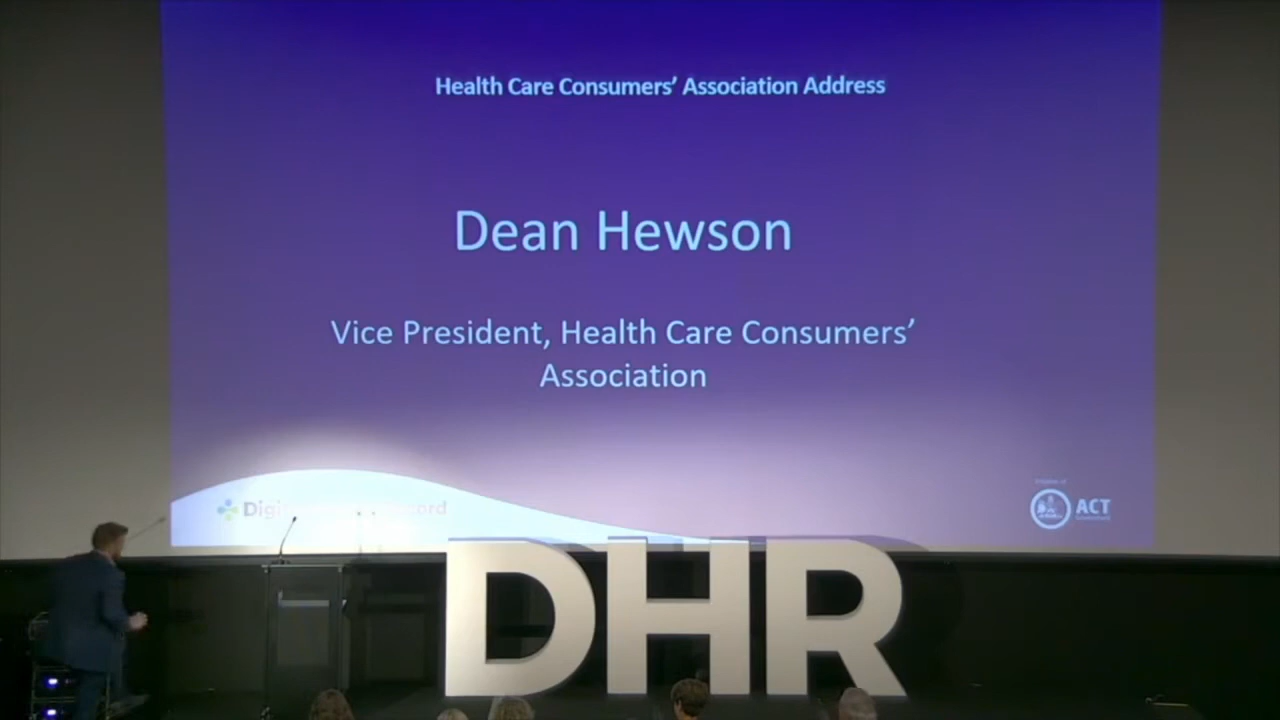 Health Care Consumers’ Association Address
Dean Hewson
Vice President, Health Care Consumers’
Association
ACT
DHR